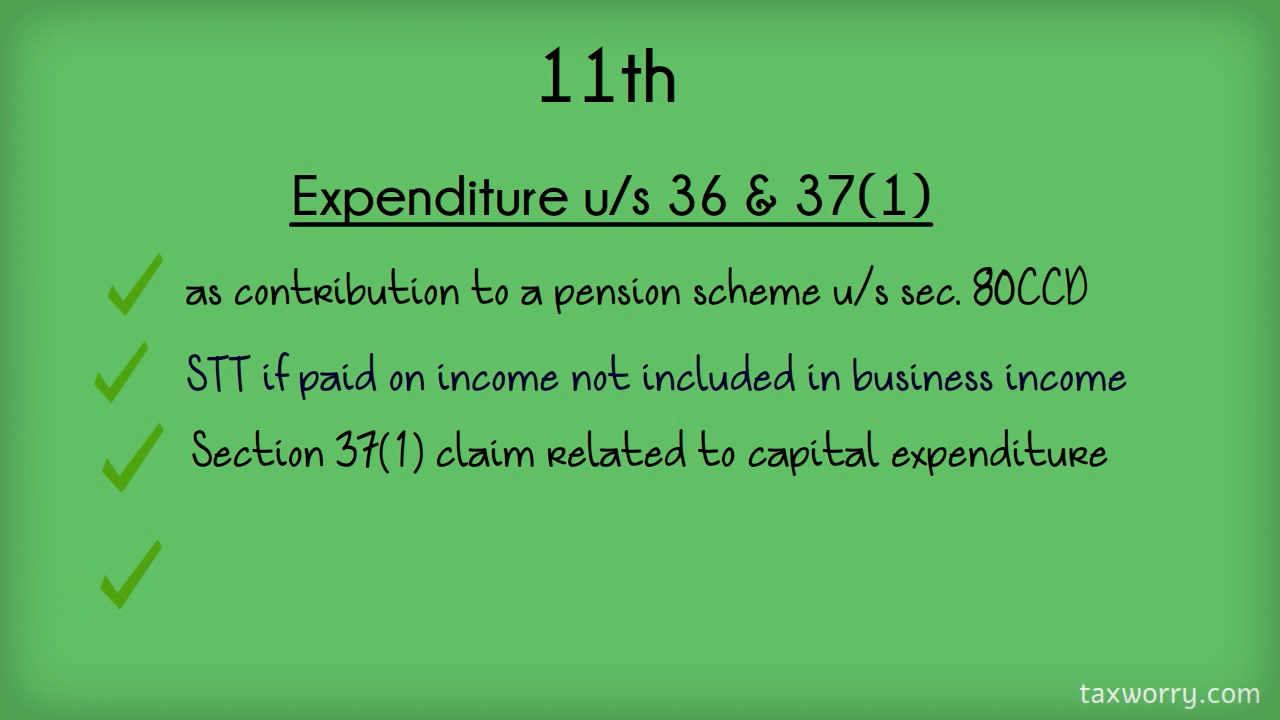 11th
Expenditure u/s 36 & 37(1)
as contribution to a pension scheme u/s sec. 80CCD
STT if paid on income not included in business income
Section 37(1) claim related to capital expenditure
taxworry.com